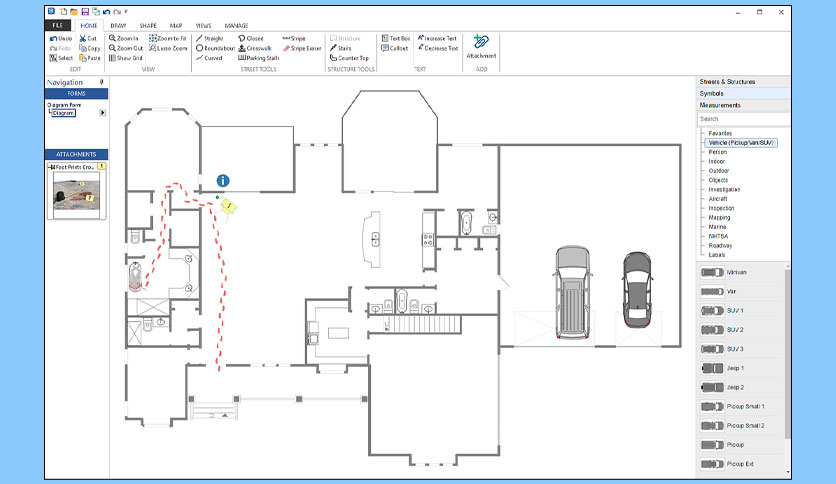 FILE HOME DRAW SHAPE MAP VIEWS MANAGE
Undo Cut Zoom In Zoom to Fit Straight Closed Stripe Structure Text Box Increase Text
Redo Copy Zoom Out Lasso Zoom Roundabout Crosswalk Stripe Eraser Stairs Callout Decrease Text
Select Paste Show Grid Curved Parking Stalls Counter Top Attachment
EDIT VIEW STREET TOOLS STRUCTURE TOOLS TEXT ADD
Navigation
FORMS
Diagram Form
Diagram
ATTACHMENTS
Foot Prints Cro... 1
2
i
1
Streets & Structures
Symbols
Measurements
Search
Favorites
Vehicle (Pickup/Van/SUV)
Person
Indoor
Outdoor
Objects
Investigation
Aircraft
Inspection
Mapping
Marine
NHTSA
Roadway
Labels
Minivan
Van
SUV 1
SUV 2
SUV 3
Jeep 1
Jeep 2
Pickup Small 1
Pickup Small 2
Pickup
Pickup Ext